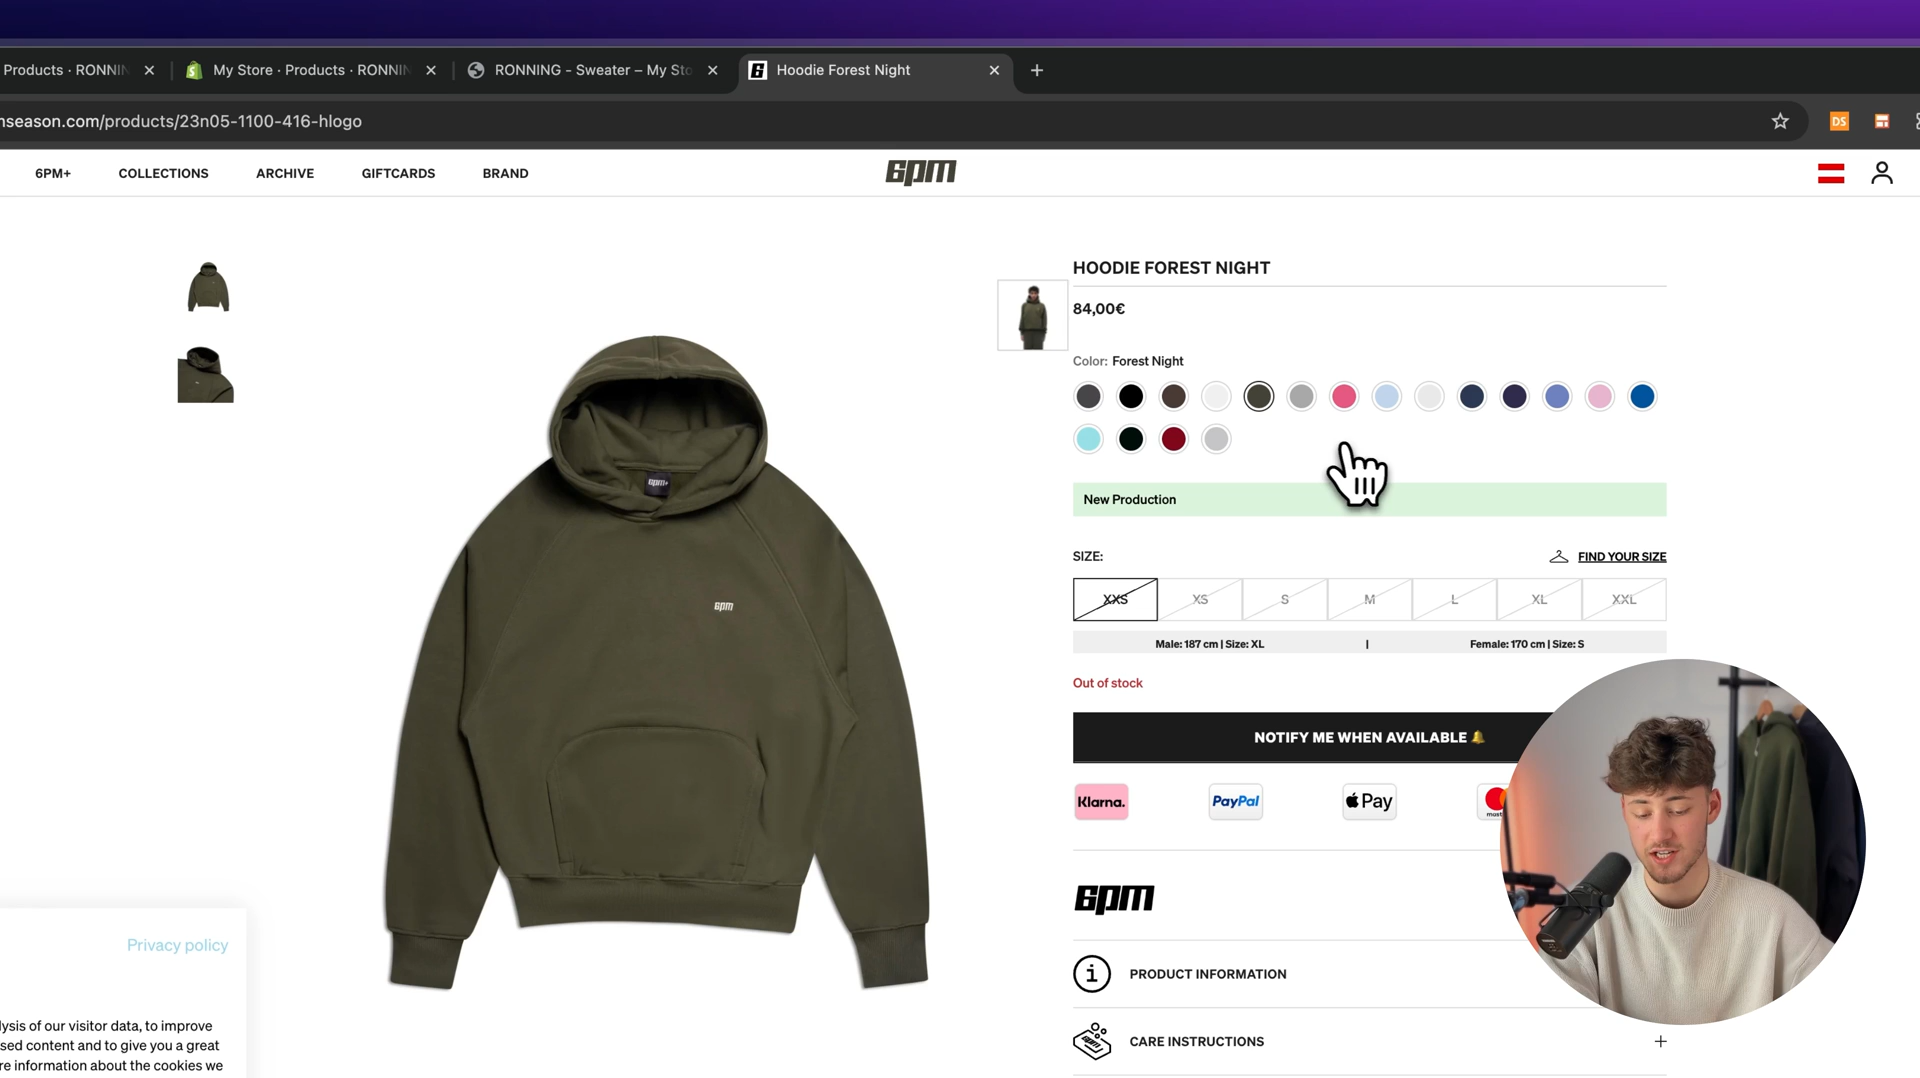 Products · RONNIN
My Store · Products · RONNIN
RONNING - Sweater – My Sto
Hoodie Forest Night
nseason.com/products/23n05-1100-416-hlogo
DS
6PM+
COLLECTIONS
ARCHIVE
GIFTCARDS
BRAND
6pm
HOODIE FOREST NIGHT
84,00€
Color: Forest Night
New Production
SIZE:
FIND YOUR SIZE
XXS
XS
S
M
L
XL
XXL
Male: 187 cm | Size: XL | Female: 170 cm | Size: S
Out of stock
NOTIFY ME WHEN AVAILABLE 🔔
Klarna.
PayPal
Pay
6pm
PRODUCT INFORMATION
CARE INSTRUCTIONS
6pm+
6pm
Privacy policy
lysis of our visitor data, to improve
sed content and to give you a great
re information about the cookies we